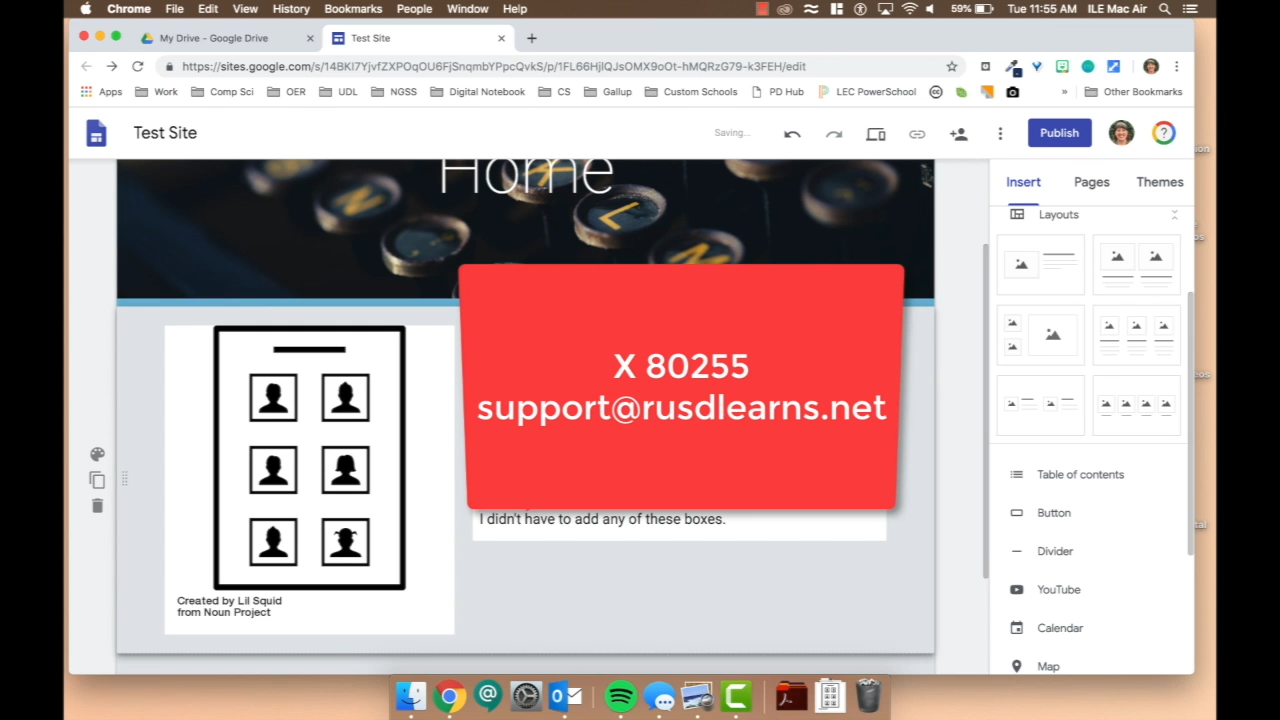 Chrome File Edit View History Bookmarks People Window Help 59% Tue 11:55 AM ILE Mac Air
My Drive - Google Drive Test Site
https://sites.google.com/s/14BKI7YjvfZXPOqOU6FjSnqmbYPpcQvkS/p/1FL66HjlQJsOMX9oOt-hMQRzG79-k3FEH/edit
Apps Work Comp Sci OER UDL NGSS Digital Notebook CS Gallup Custom Schools PD Hub LEC PowerSchool » Other Bookmarks
Test Site Saving... Publish
Insert Pages Themes
Home
Layouts
X 80255
support@rusdlearns.net
I didn't have to add any of these boxes.
Created by Lil Squid
from Noun Project
Table of contents
Button
Divider
YouTube
Calendar
Map